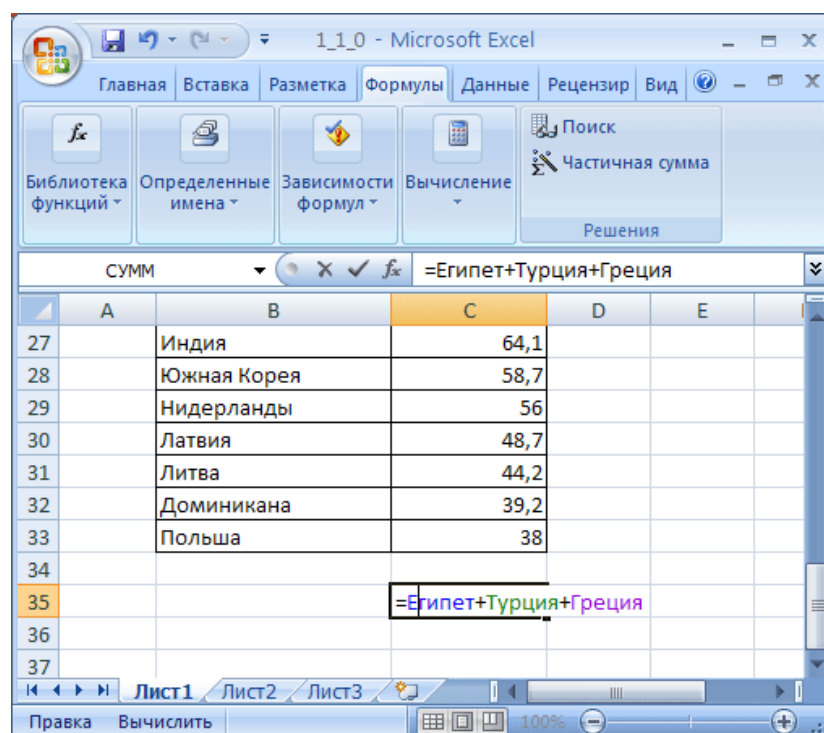 1_1_0 - Microsoft Excel
Главная Вставка Разметка Формулы Данные Рецензир Вид
fx
Поиск
Частичная сумма
Библиотека функций
Определенные имена
Зависимости формул
Вычисление
Решения
СУММ fx =Египет+Турция+Греция
A B C D E
27 Индия 64,1
28 Южная Корея 58,7
29 Нидерланды 56
30 Латвия 48,7
31 Литва 44,2
32 Доминикана 39,2
33 Польша 38
34
35 =Египет+Турция+Греция
36
37
Лист1 Лист2 Лист3
Правка Вычислить 100%